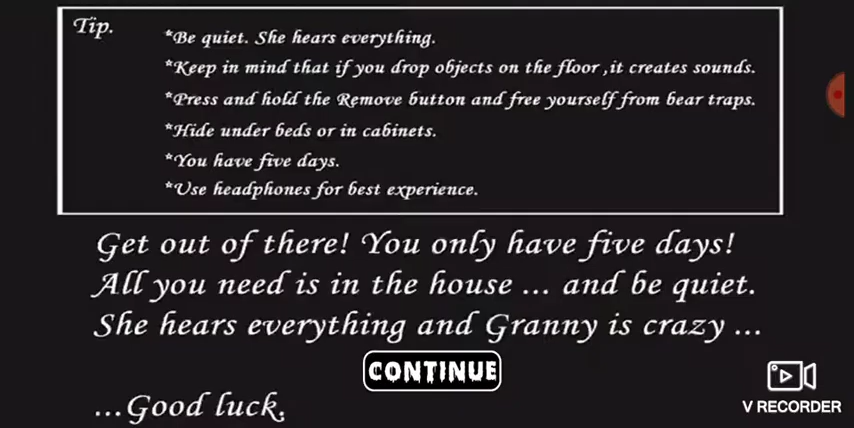 Tip.
*Be quiet. She hears everything.
*Keep in mind that if you drop objects on the floor ,it creates sounds.
*Press and hold the Remove button and free yourself from bear traps.
*Hide under beds or in cabinets.
*You have five days.
*Use headphones for best experience.
Get out of there! You only have five days!
All you need is in the house ... and be quiet.
She hears everything and Granny is crazy ...
CONTINUE
...Good luck.
V RECORDER